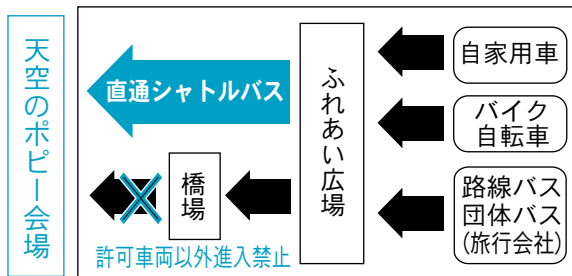 天空のポピー会場
直通シャトルバス
橋場
許可車両以外進入禁止
ふれあい広場
自家用車
バイク
自転車
路線バス
団体バス
(旅行会社)